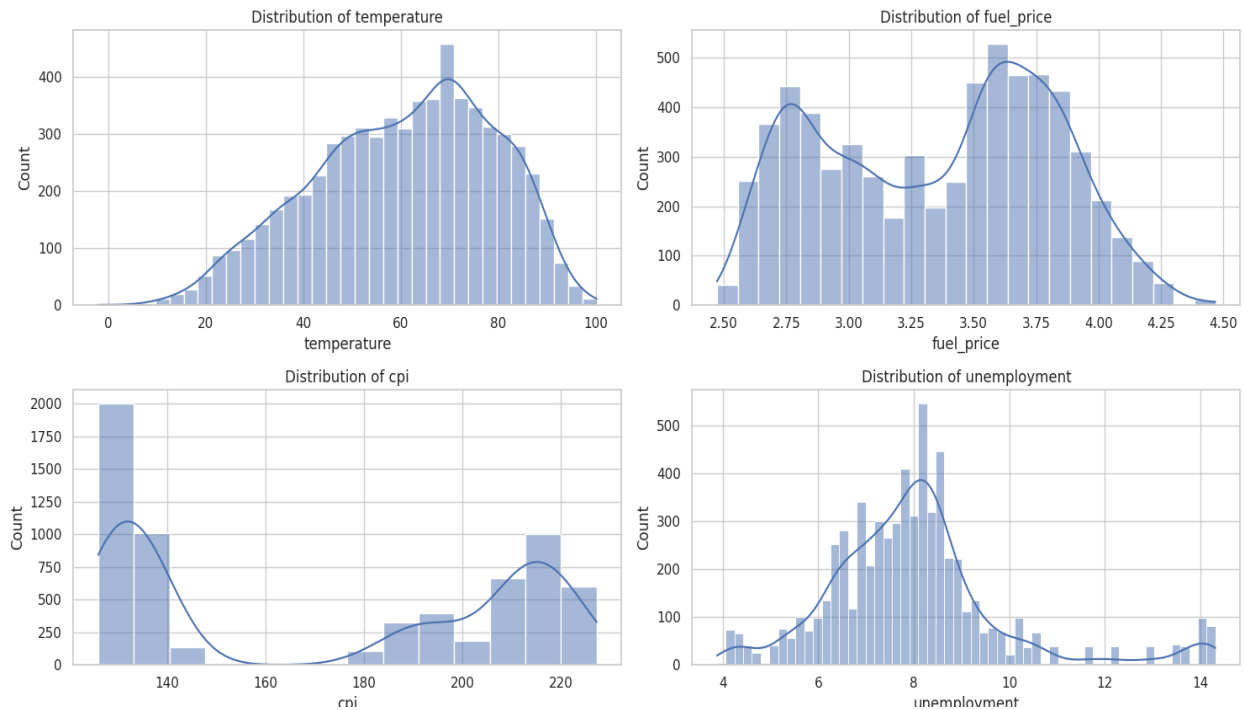 Distribution of temperature
Count
400
300
200
100
0
0 20 40 60 80 100
temperature
Distribution of fuel_price
Count
500
400
300
200
100
0
2.50 2.75 3.00 3.25 3.50 3.75 4.00 4.25 4.50
fuel_price
Distribution of cpi
Count
2000
1750
1500
1250
1000
750
500
250
0
140 160 180 200 220
cpi
Distribution of unemployment
Count
500
400
300
200
100
0
4 6 8 10 12 14
unemployment